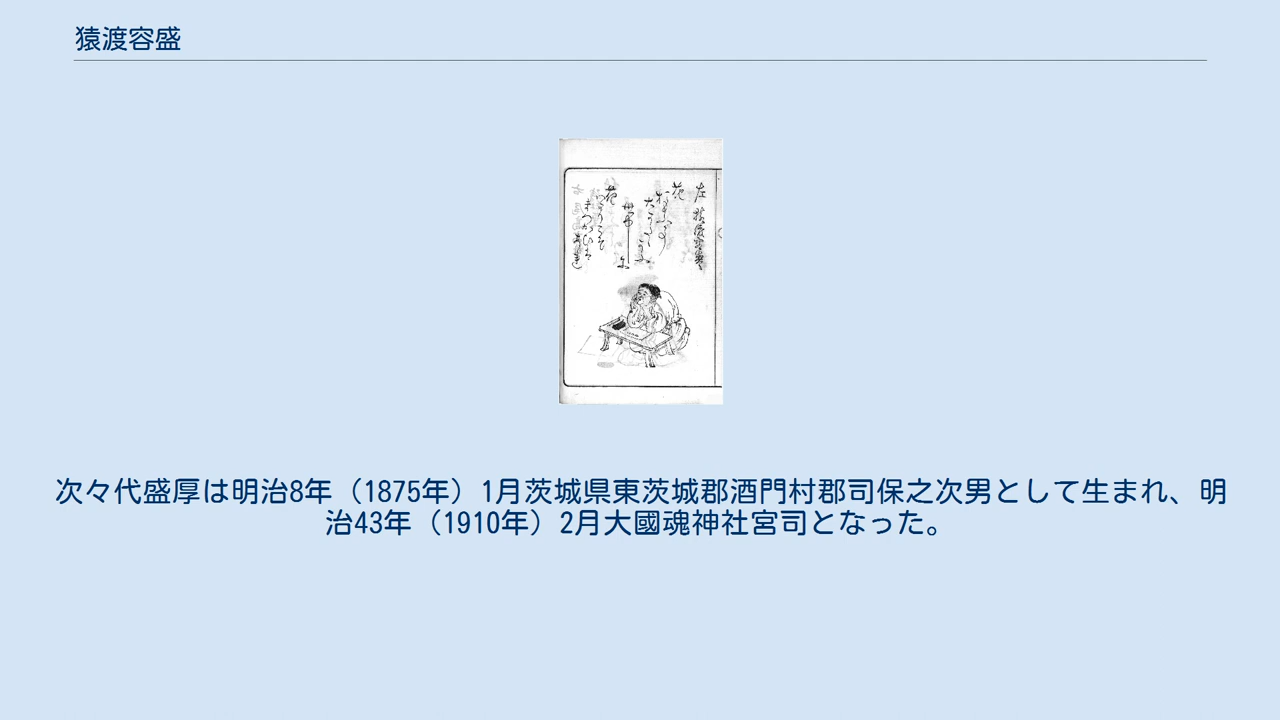 猿渡容盛
次々代盛厚は明治8年（1875年）1月茨城県東茨城郡酒門村郡司保之次男として生まれ、明
治43年（1910年）2月大國魂神社宮司となった。